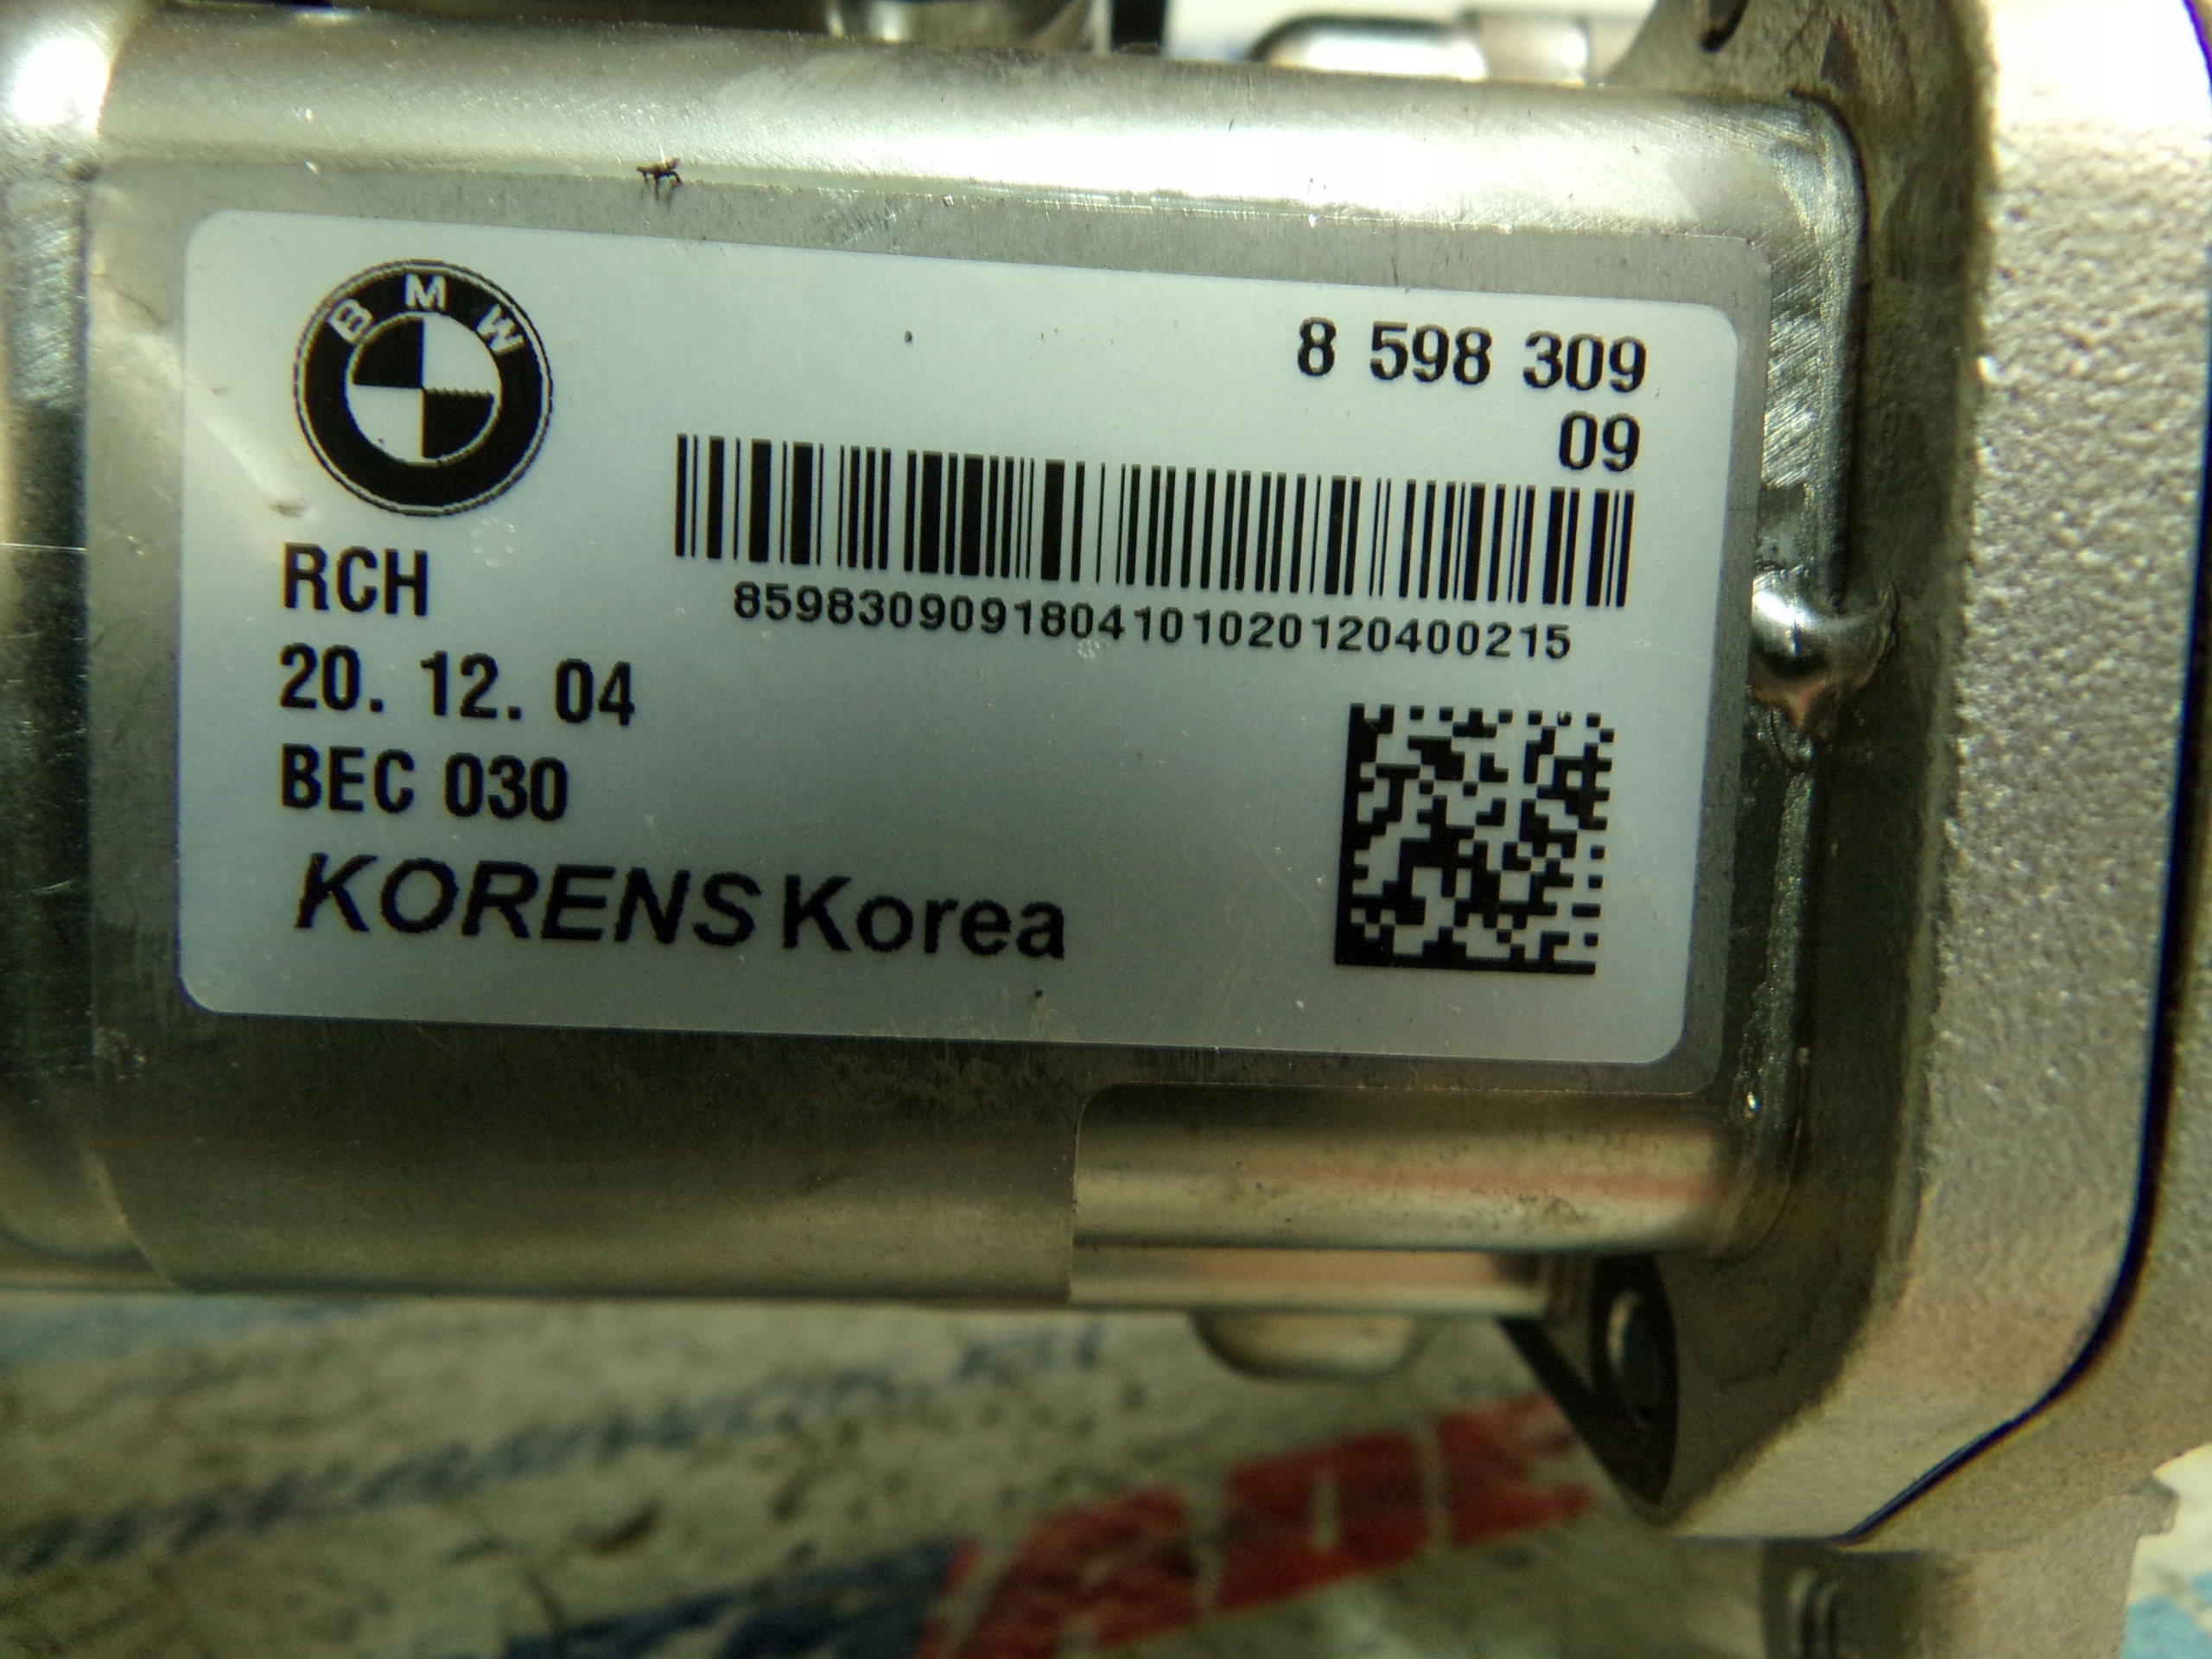 BMW
8 598 309
09
8598309091804101020120400215
RCH
20. 12. 04
BEC 030
KORENS Korea